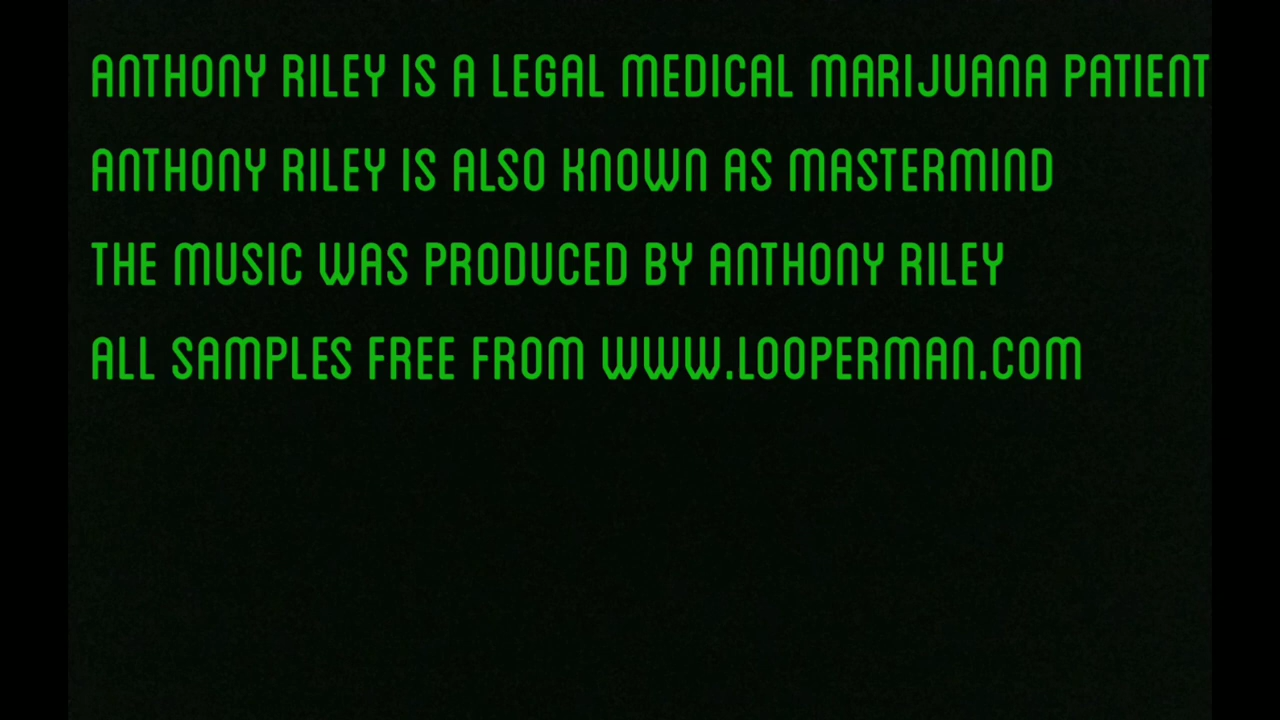 ANTHONY RILEY IS A LEGAL MEDICAL MARIJUANA PATIENT
ANTHONY RILEY IS ALSO KNOWN AS MASTERMIND
THE MUSIC WAS PRODUCED BY ANTHONY RILEY
ALL SAMPLES FREE FROM WWW.LOOPERMAN.COM